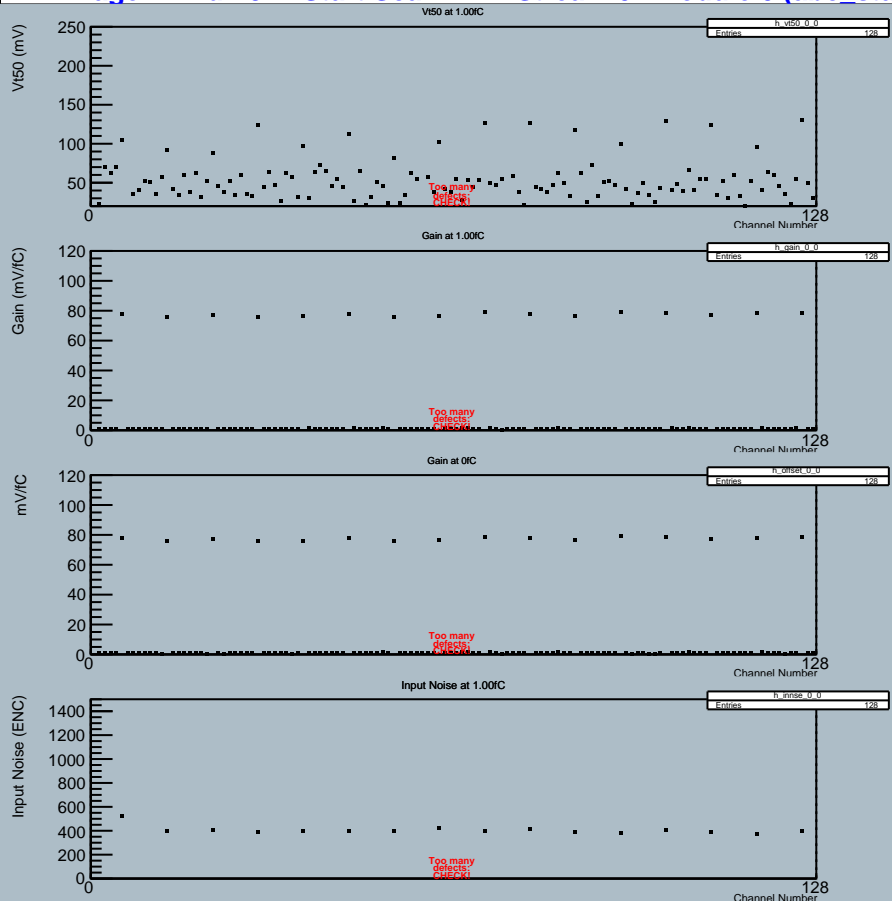 Vt50 at 1.00fC
h_vt50_0_0
Entries 128
Vt50 (mV)
250
200
150
100
50
Too many
defects:
CHECK!
0
128
Channel Number
Gain at 1.00fC
h_gain_0_0
Entries 128
Gain (mV/fC)
120
100
80
60
40
20
0
Too many
defects:
CHECK!
0
128
Channel Number
Gain at 0fC
h_offset_0_0
Entries 128
mV/fC
120
100
80
60
40
20
0
Too many
defects:
CHECK!
0
128
Channel Number
Input Noise at 1.00fC
h_innse_0_0
Entries 128
Input Noise (ENC)
1400
1200
1000
800
600
400
200
0
Too many
defects:
CHECK!
0
128
Channel Number